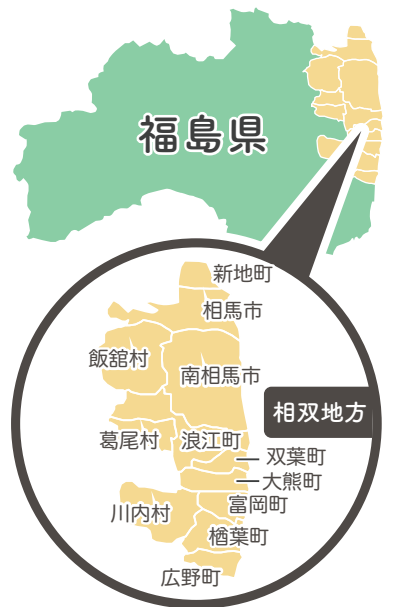 福島県
新地町
相馬市
飯舘村
南相馬市
相双地方
葛尾村
浪江町
双葉町
大熊町
富岡町
川内村
楢葉町
広野町